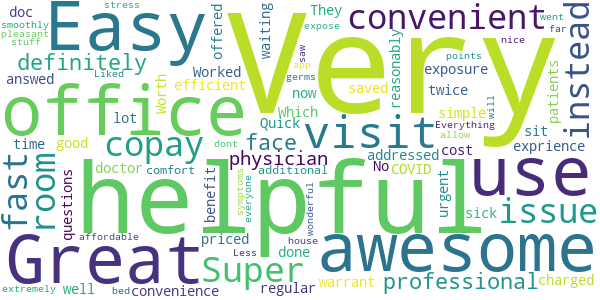 stress
smoothly
pleasant
stuff
doc
Easy
offered
waiting
They
expose
Very
convenient
nice
far
went
instead
definitely
answed
Liked
Worked
saw
app
germs
reasonably
exposure
points
patients
office
efficient
Worth
saved
twice
Which
now
simple
Everything
will
lot
Quick
visit
allow
time
good
copay
façe
addressed
cost
sit
exprience
fast
room
doctor
dont
physician
No
COVID
use
questions
comfort
benefit
additional
helpful
symptoms
everyone
wonderful
urgent
sick
issue
affordable
priced
done
house
Great
Super
Less
awesome
extremely
well
bed
convenience
regular
warrant
professional
charged